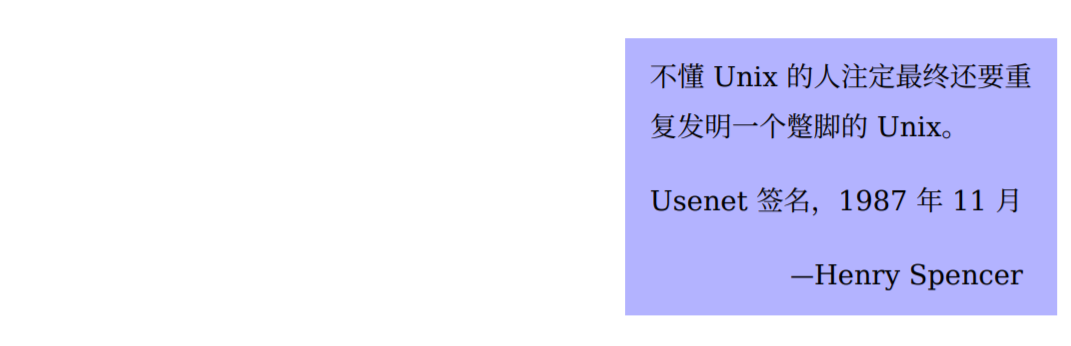 不懂 Unix 的人注定最终还要重
复发明一个蹩脚的 Unix。
Usenet 签名，1987 年 11 月
—Henry Spencer